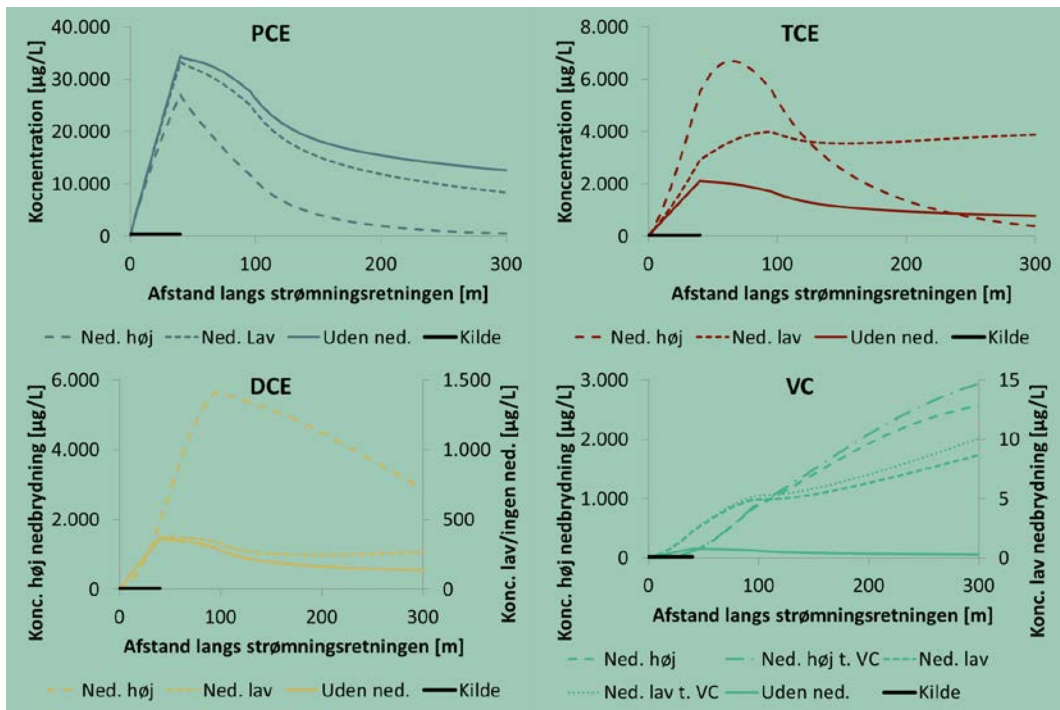 PCE
40.000
30.000
20.000
10.000
0
Kocncentration [µg/L]
0 100 200 300
Afstand langs strømningsretningen [m]
Ned. høj Ned. Lav Uden ned. Kilde
TCE
8.000
6.000
4.000
2.000
0
Koncentration [µg/L]
0 100 200 300
Afstand langs strømningsretningen [m]
Ned. høj Ned. lav Uden ned. Kilde
DCE
6.000
4.000
2.000
0
Konc. høj nedbrydning [µg/L]
1.500
1.000
500
0
Konc. lav/ingen ned. [µg/L]
0 100 200 300
Afstand langs strømningsretningen [m]
Ned. høj Ned. lav Uden ned. Kilde
VC
3.000
2.000
1.000
0
Konc. høj nedbrydning [µg/L]
15
10
5
0
Konc. lav nedbrydning [µg/L]
0 100 200 300
Afstand langs strømningsretningen [m]
Ned. høj Ned. høj t. VC Ned. lav
Ned. lav t. VC Uden ned. Kilde